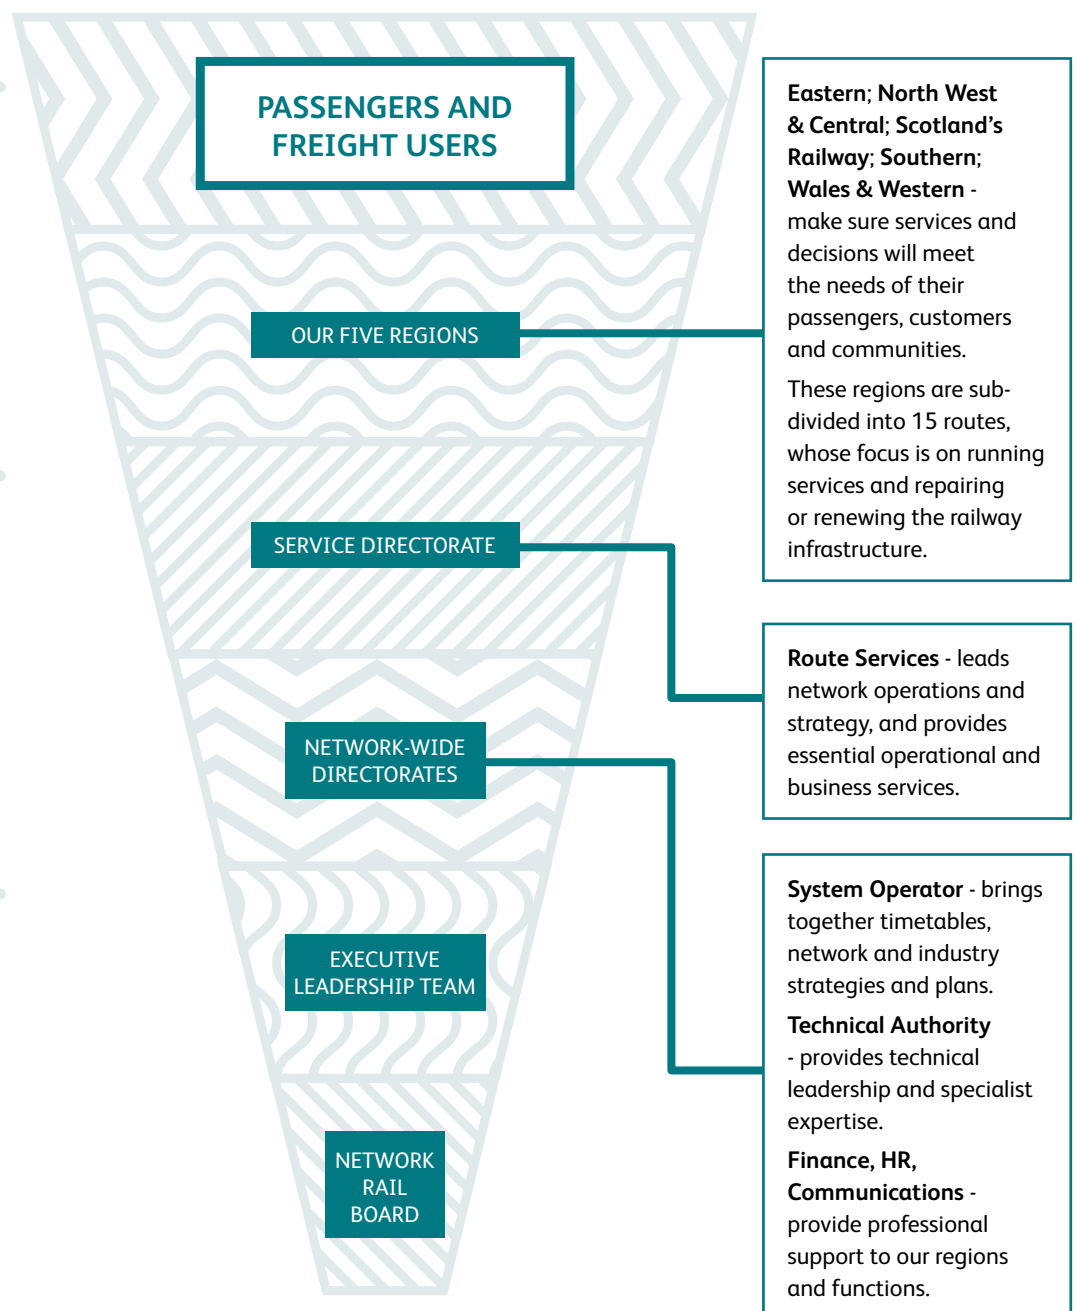 PASSENGERS AND
FREIGHT USERS
OUR FIVE REGIONS
SERVICE DIRECTORATE
NETWORK-WIDE
DIRECTORATES
EXECUTIVE
LEADERSHIP TEAM
NETWORK
RAIL
BOARD
Eastern; North West
& Central; Scotland's
Railway; Southern;
Wales & Western -
make sure services and
decisions will meet
the needs of their
passengers, customers
and communities.
These regions are sub-
divided into 15 routes,
whose focus is on running
services and repairing
or renewing the railway
infrastructure.
Route Services - leads
network operations and
strategy, and provides
essential operational and
business services.
System Operator - brings
together timetables,
network and industry
strategies and plans.
Technical Authority
- provides technical
leadership and specialist
expertise.
Finance, HR,
Communications -
provide professional
support to our regions
and functions.